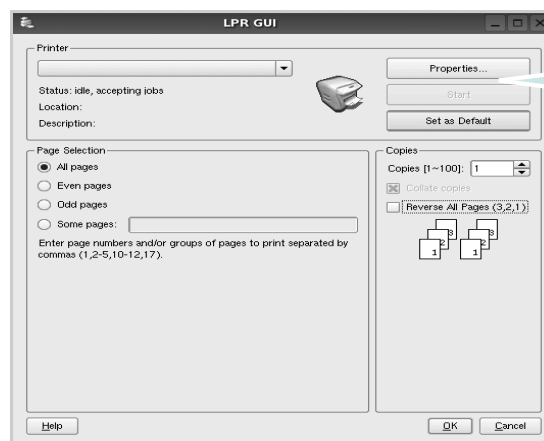 LPR GUI
Printer
Properties...
Status: idle, accepting jobs
Start
Location:
Description:
Set as Default
Page Selection
All pages
Even pages
Odd pages
Some pages:
Enter page numbers and/or groups of pages to print separated by
commas (1,2-5,10-12,17).
Copies
Copies [1~100]: 1
Collate copies
Reverse All Pages (3,2,1)
3 3
2 2
1 1
Help
OK
Cancel